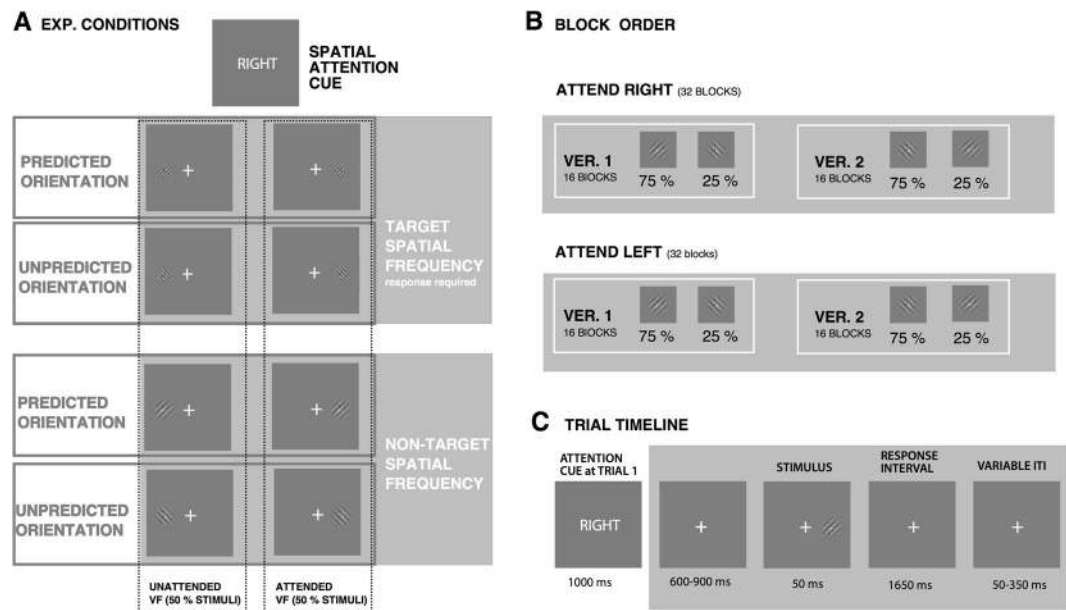 A EXP. CONDITIONS
RIGHT
SPATIAL
ATTENTION
CUE
PREDICTED
ORIENTATION
UNPREDICTED
ORIENTATION
TARGET
SPATIAL
FREQUENCY
response required
PREDICTED
ORIENTATION
UNPREDICTED
ORIENTATION
NON-TARGET
SPATIAL
FREQUENCY
UNATTENDED
VF (50 % STIMULI)
ATTENDED
VF (50 % STIMULI)
B BLOCK ORDER
ATTEND RIGHT (32 BLOCKS)
VER. 1
16 BlOCKS
75 %
25 %
VER. 2
16 BLOCKS
75 %
25 %
ATTEND LEFT (32 blocks)
VER. 1
16 BlOCKS
75 %
25 %
VER. 2
16 BLOCKS
75 %
25 %
C TRIAL TIMELINE
ATTENTION
CUE at TRIAL 1
STIMULUS
RESPONSE
INTERVAL
VARIABLE ITI
RIGHT
1000 ms
600-900 ms
50 ms
1650 ms
50-350 ms